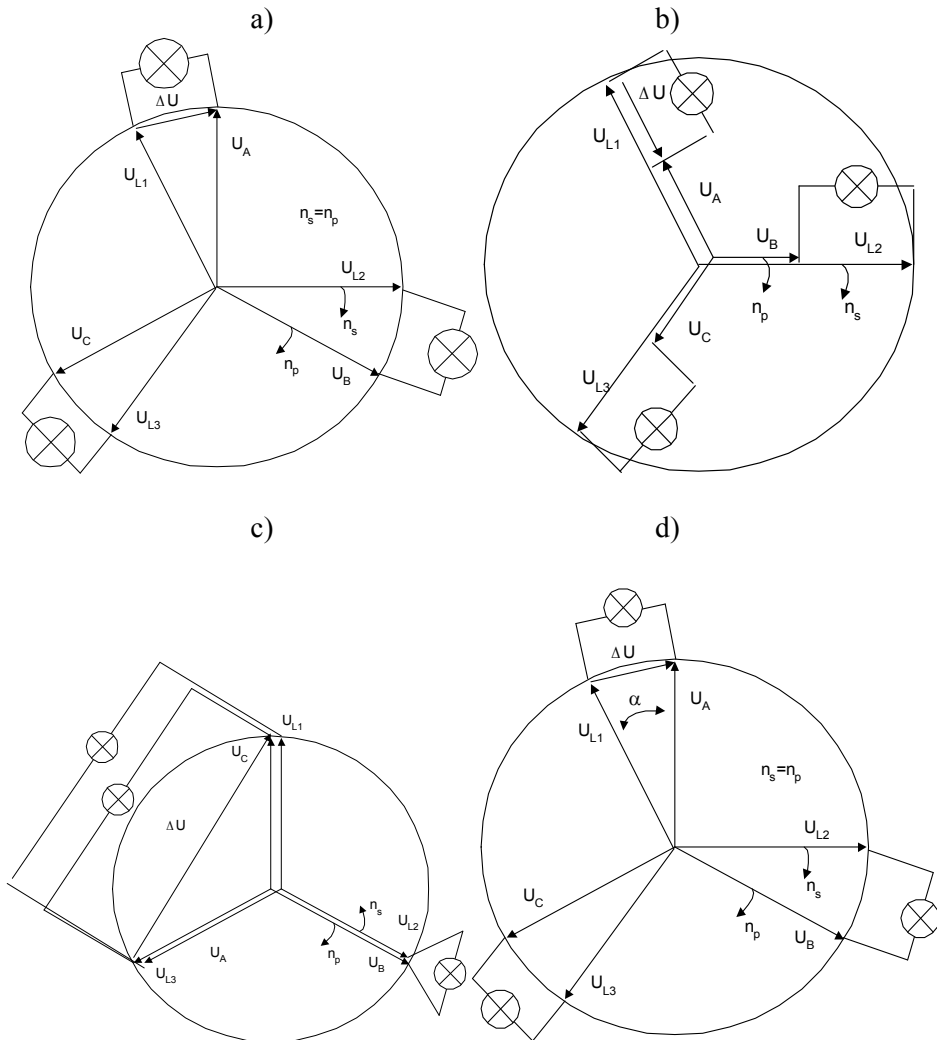 a)
ΔU
U_A
U_L1
n_s=n_p
U_L2
n_s
U_C
n_p
U_B
U_L3
b)
ΔU
U_L1
U_A
U_B
U_L2
n_p
n_s
U_C
U_L3
c)
U_L1
U_C
ΔU
n_s
U_L2
U_A
n_p
U_B
U_L3
d)
ΔU
α
U_A
U_L1
n_s=n_p
U_L2
n_s
U_C
n_p
U_B
U_L3